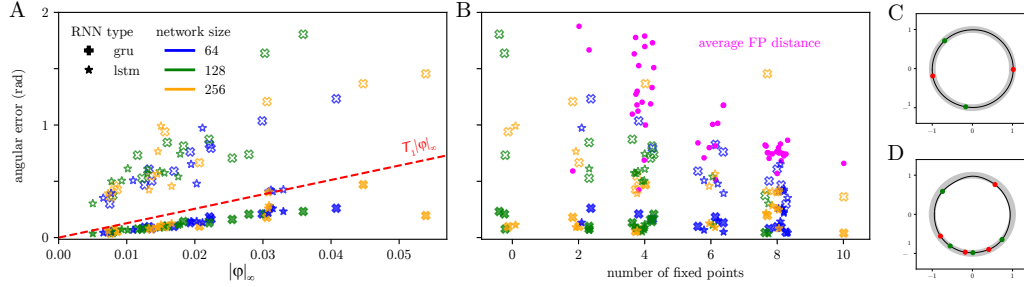 A
B
C
D
RNN type
gru
lstm
network size
64
128
256
angular error (rad)
2
1
0
0.00
0.01
0.02
0.03
0.04
0.05
|φ|∞
T₁|φ|∞
average FP distance
0
2
4
6
8
10
number of fixed points
1
0
−1
−1
0
1
1
0
1
−
−1
0
1